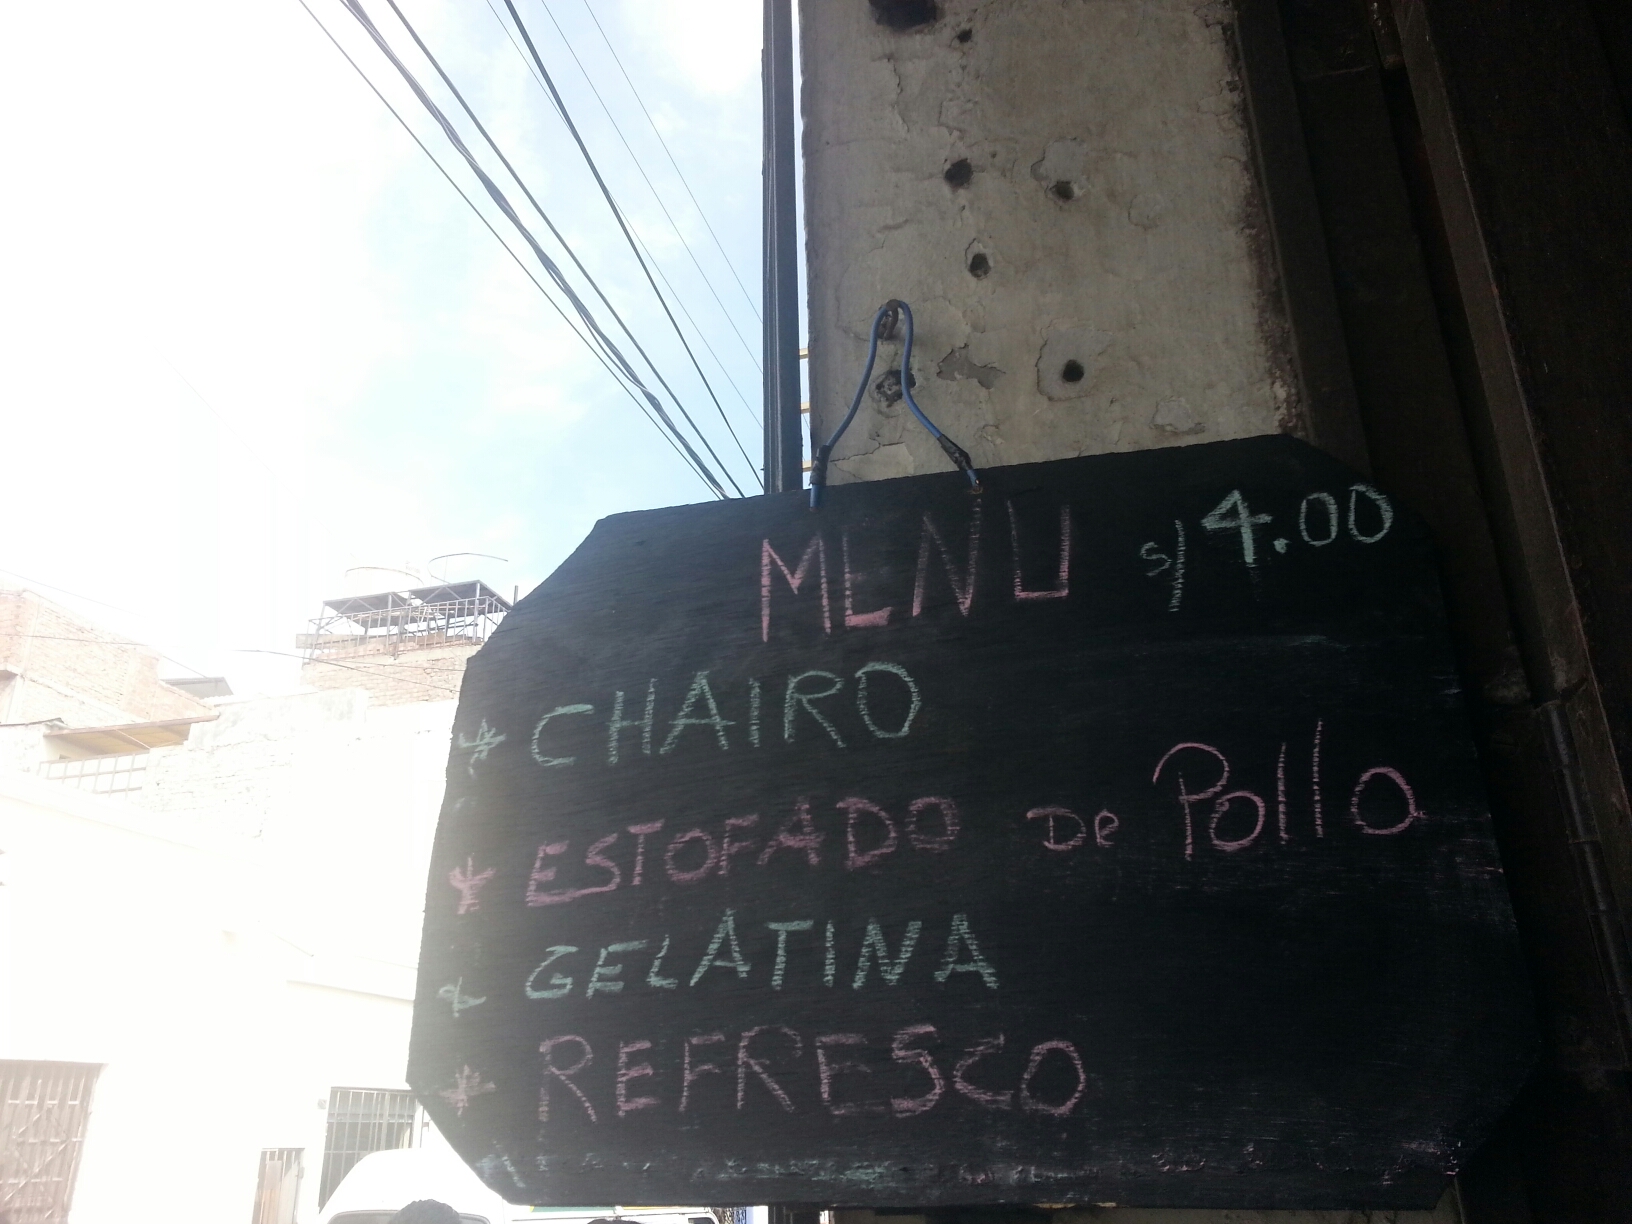 MENU s/4.00
* CHAIRO
* ESTOFADO De Pollo
* GELATINA
* REFRESCO